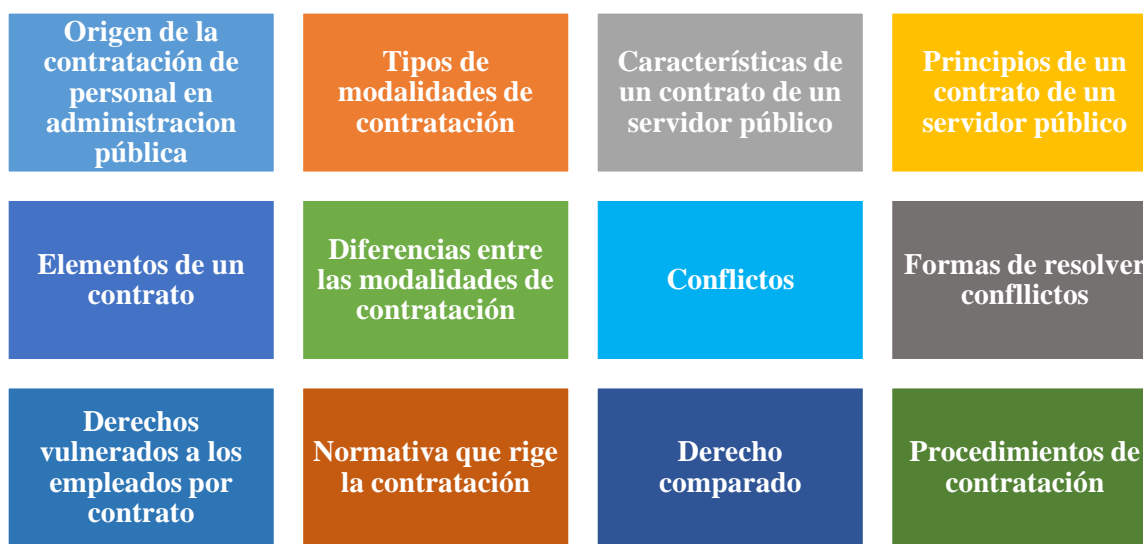 Origen de la
contratación de
personal en
administracion
pública
Tipos de
modalidades de
contratación
Características de
un contrato de un
servidor público
Principios de un
contrato de un
servidor público
Elementos de un
contrato
Diferencias entre
las modalidades de
contratación
Conflictos
Formas de resolver
confllictos
Derechos
vulnerados a los
empleados por
contrato
Normativa que rige
la contratación
Derecho
comparado
Procedimientos de
contratación